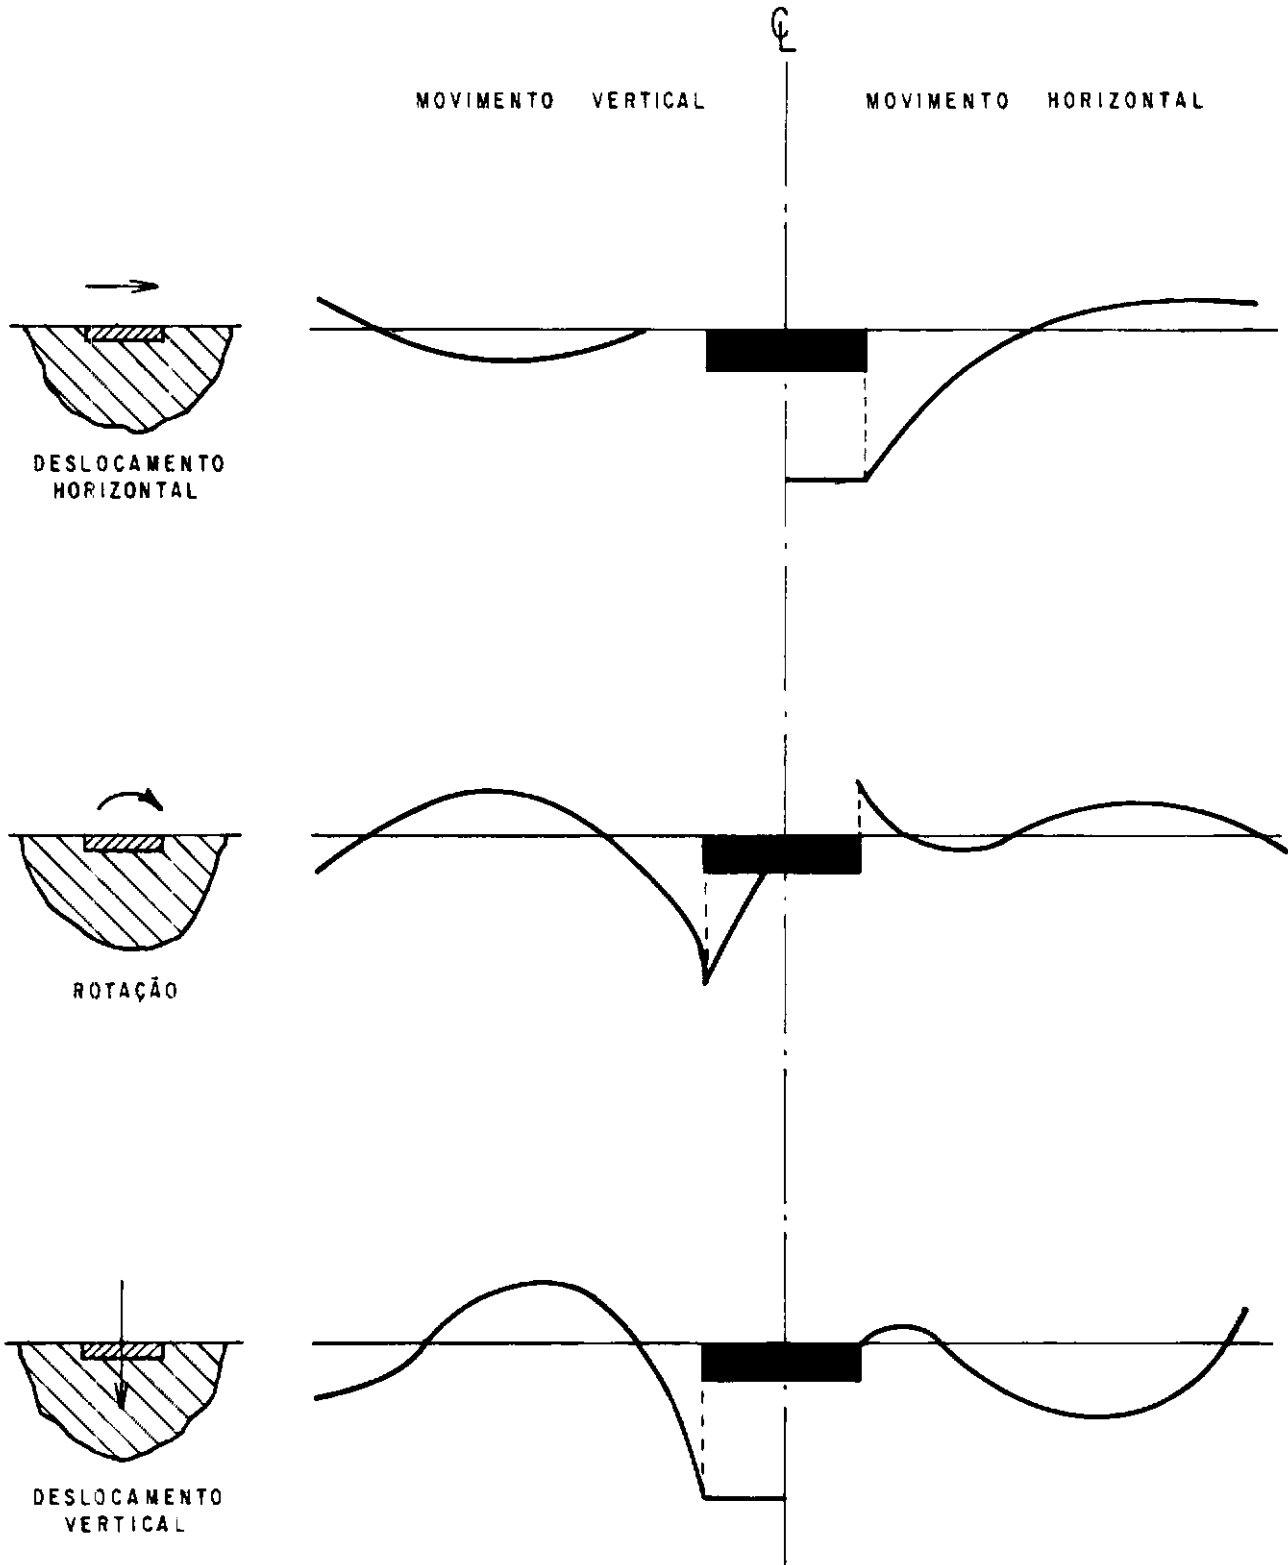 ℄
MOVIMENTO VERTICAL
MOVIMENTO HORIZONTAL
DESLOCAMENTO
HORIZONTAL
ROTAÇÃO
DESLOCAMENTO
VERTICAL